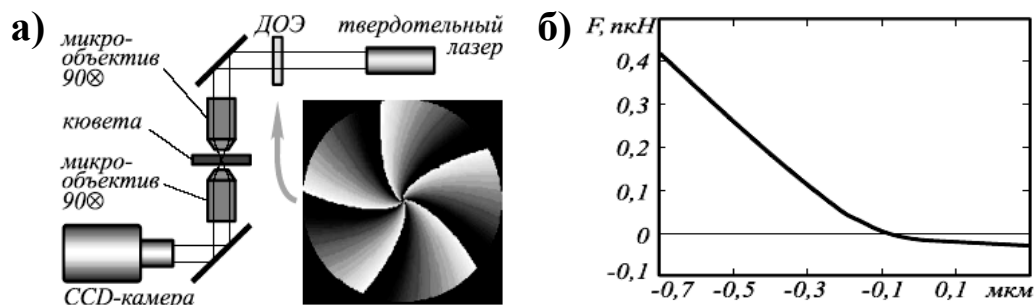 а)
ДОЭ
твердотельный
лазер
микро-
объектив
90⊗
кювета
микро-
объектив
90⊗
CCD-камера
б)
F, пкН
0,4
0,3
0,2
0,1
0
-0,1
-0,7 -0,5 -0,3 -0,1 0,1 мкм